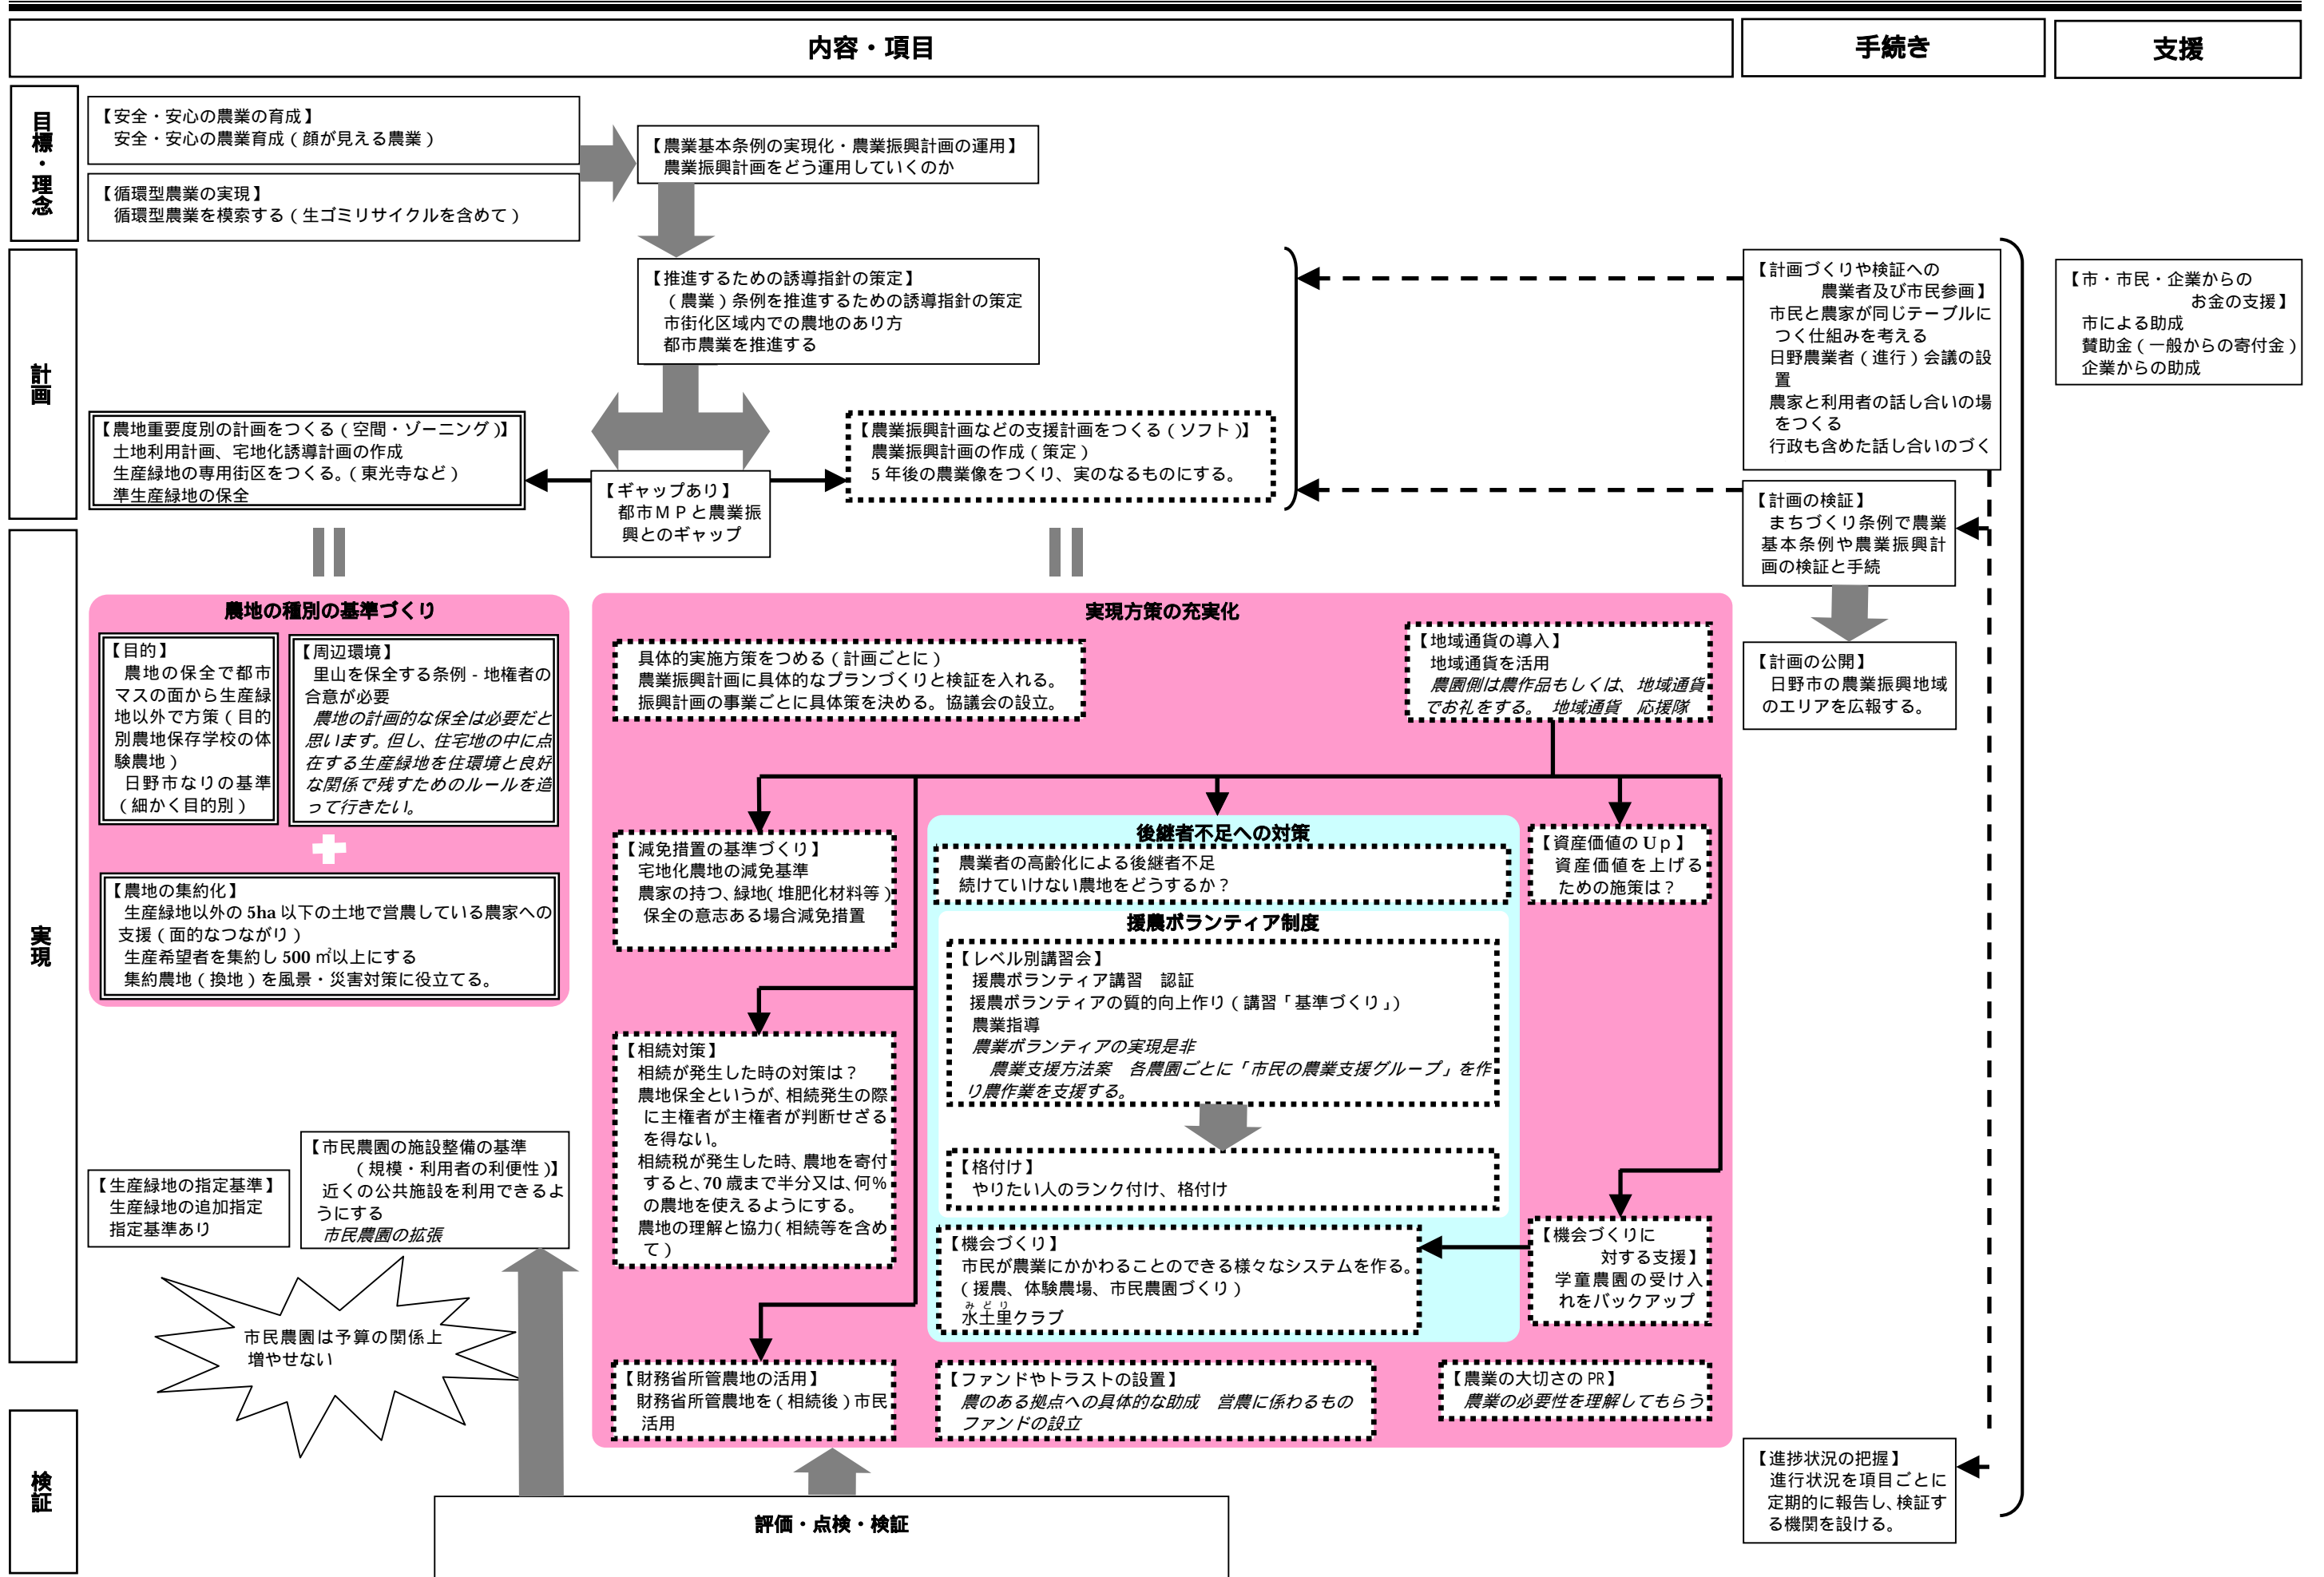 内容・項目
手続き
支援
目標・理念
【安全・安心の農業の育成】
安全・安心の農業育成（顔が見える農業）
【循環型農業の実現】
循環型農業を模索する（生ゴミリサイクルを含めて）
【農業基本条例の実現化・農業振興計画の運用】
農業振興計画をどう運用していくのか
計画
【推進するための誘導指針の策定】
（農業）条例を推進するための誘導指針の策定
市街化区域内での農地のあり方
都市農業を推進する
【農地重要度別の計画をつくる（空間・ゾーニング）】
土地利用計画、宅地化誘導計画の作成
生産緑地の専用街区をつくる。（東光寺など）
準生産緑地の保全
【ギャップあり】
都市ＭＰと農業振
興とのギャップ
【農業振興計画などの支援計画をつくる（ソフト）】
農業振興計画の作成（策定）
5 年後の農業像をつくり、実のなるものにする。
【計画づくりや検証への
農業者及び市民参画】
市民と農家が同じテーブルに
つく仕組みを考える
日野農業者（進行）会議の設
置
農家と利用者の話し合いの場
をつくる
行政も含めた話し合いのづく
【計画の検証】
まちづくり条例で農業
基本条例や農業振興計
画の検証と手続
【計画の公開】
日野市の農業振興地域
のエリアを広報する。
【市・市民・企業からの
お金の支援】
市による助成
賛助金（一般からの寄付金）
企業からの助成
実現
農地の種別の基準づくり
【目的】
農地の保全で都市
マスの面から生産緑
地以外で方策（目的
別農地保存学校の体
験農地）
日野市なりの基準
（細かく目的別）
【周辺環境】
里山を保全する条例 - 地権者の
合意が必要
農地の計画的な保全は必要だと
思います。但し、住宅地の中に点
在する生産緑地を住環境と良好
な関係で残すためのルールを造
って行きたい。
【農地の集約化】
生産緑地以外の 5ha 以下の土地で営農している農家への
支援（面的なつながり）
生産希望者を集約し 500 ㎡以上にする
集約農地（換地）を風景・災害対策に役立てる。
【生産緑地の指定基準】
生産緑地の追加指定
指定基準あり
【市民農園の施設整備の基準
（規模・利用者の利便性）】
近くの公共施設を利用できるよ
うにする
市民農園の拡張
市民農園は予算の関係上
増やせない
実現方策の充実化
具体的実施方策をつめる（計画ごとに）
農業振興計画に具体的なプランづくりと検証を入れる。
振興計画の事業ごとに具体策を決める。協議会の設立。
【地域通貨の導入】
地域通貨を活用
農園側は農作品もしくは、地域通貨
でお礼をする。　地域通貨　応援隊
【減免措置の基準づくり】
宅地化農地の減免基準
農家の持つ、緑地（堆肥化材料等）
保全の意志ある場合減免措置
【相続対策】
相続が発生した時の対策は？
農地保全というが、相続発生の際
に主権者が主権者が判断せざる
を得ない。
相続税が発生した時、農地を寄付
すると、70 歳まで半分又は、何％
の農地を使えるようにする。
農地の理解と協力（相続等を含め
て）
【財務省所管農地の活用】
財務省所管農地を（相続後）市民
活用
後継者不足への対策
農業者の高齢化による後継者不足
続けていけない農地をどうするか？
援農ボランティア制度
【レベル別講習会】
援農ボランティア講習　認証
援農ボランティアの質的向上作り（講習「基準づくり」）
農業指導
農業ボランティアの実現是非
農業支援方法案　各農園ごとに「市民の農業支援グループ」を作
り農作業を支援する。
【格付け】
やりたい人のランク付け、格付け
【機会づくり】
市民が農業にかかわることのできる様々なシステムを作る。
（援農、体験農場、市民農園づくり）
みどり
水土里クラブ
【資産価値の Up】
資産価値を上げる
ための施策は？
【機会づくりに
対する支援】
学童農園の受け入
れをバックアップ
【ファンドやトラストの設置】
農のある拠点への具体的な助成　営農に係わるもの
ファンドの設立
【農業の大切さの PR】
農業の必要性を理解してもらう
検証
評価・点検・検証
【進捗状況の把握】
進行状況を項目ごとに
定期的に報告し、検証す
る機関を設ける。